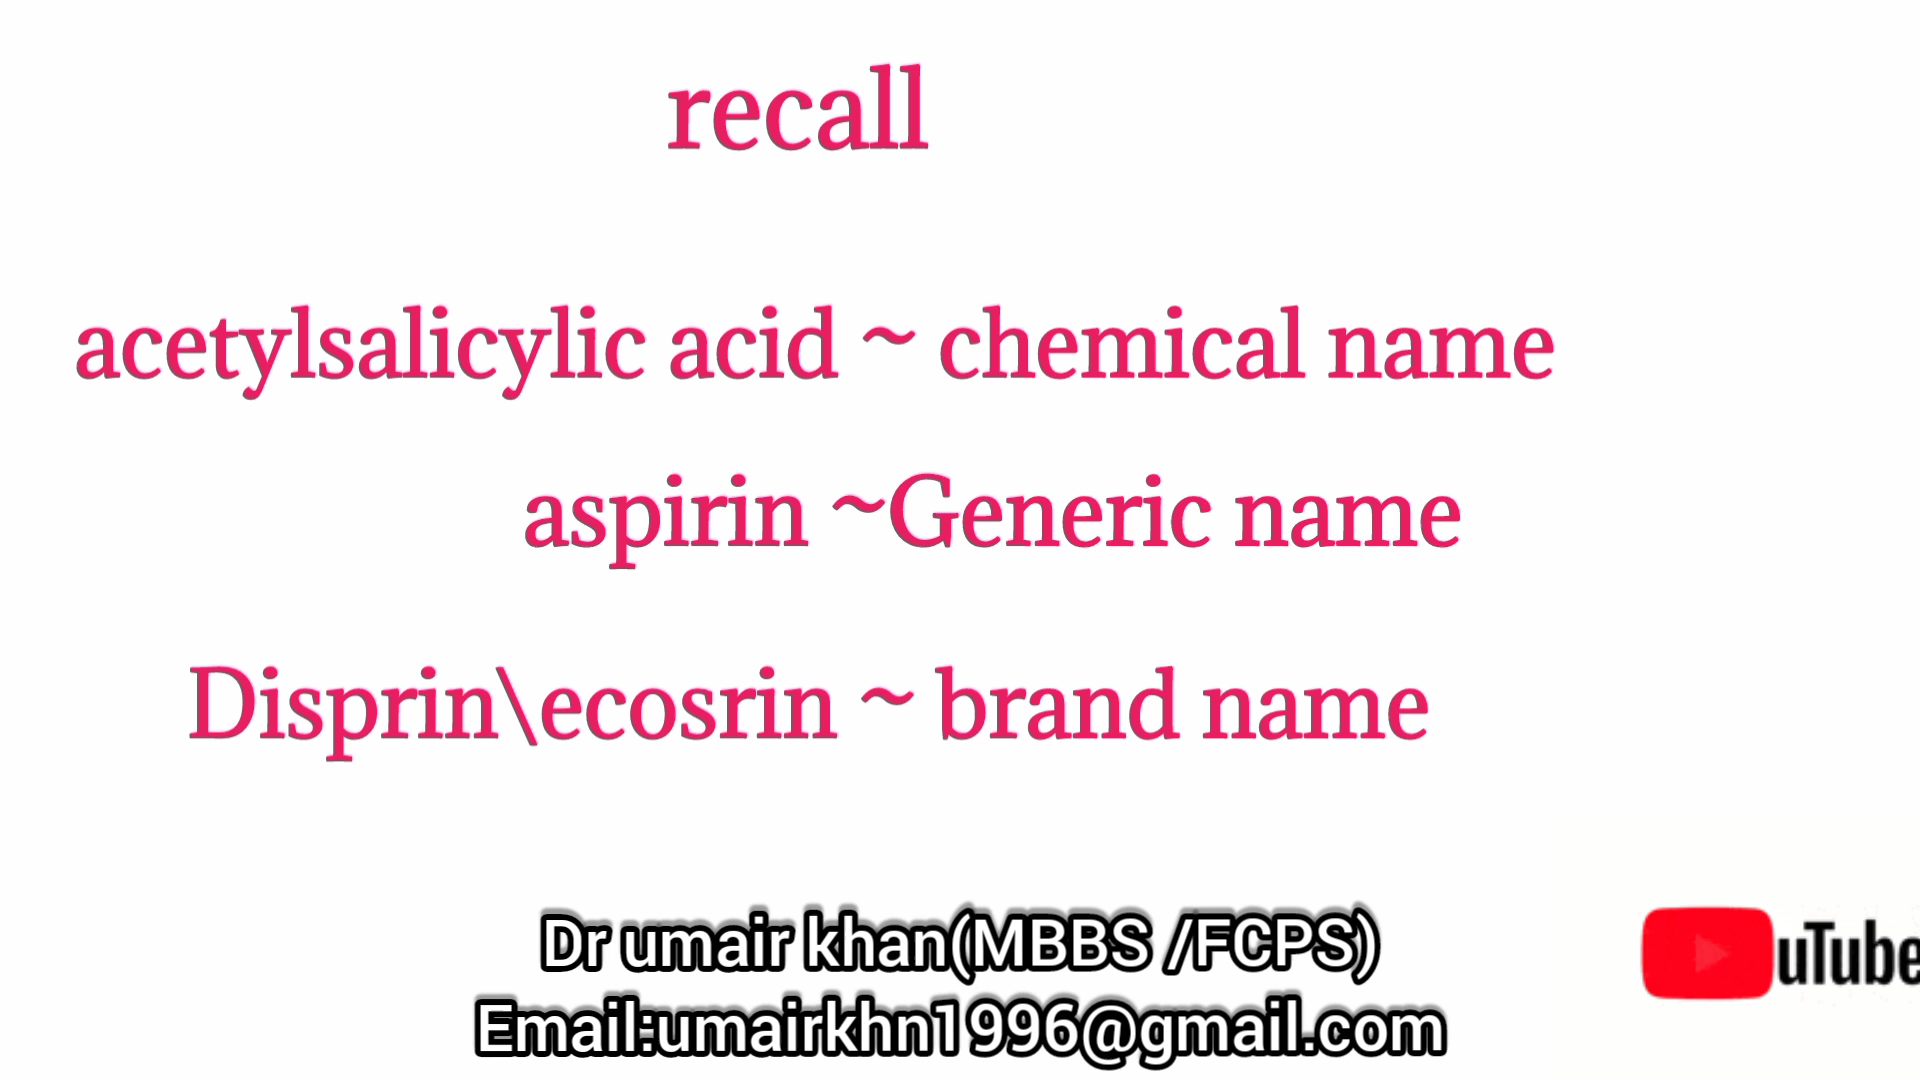 recall
acetylsalicylic acid ~ chemical name
aspirin ~Generic name
Disprin\ecosrin ~ brand name
Dr umair khan(MBBS /FCPS)
uTube
Email:umairkhn1996@gmail.com